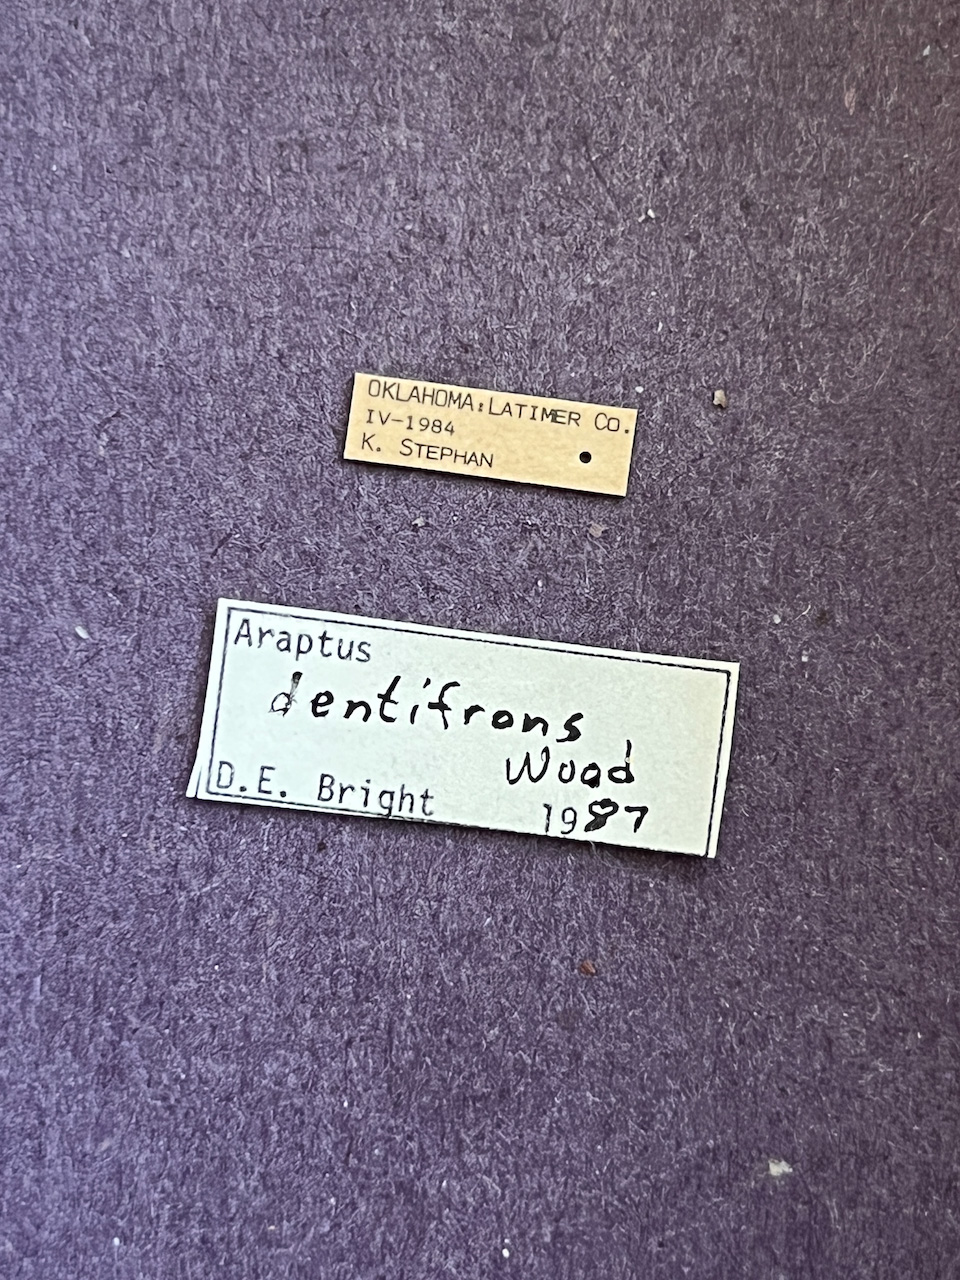 OKLAHOMA:LATIMER CO.
IV-1984
K. STEPHAN
Araptus
dentifrons
Wood
D.E. Bright 1987